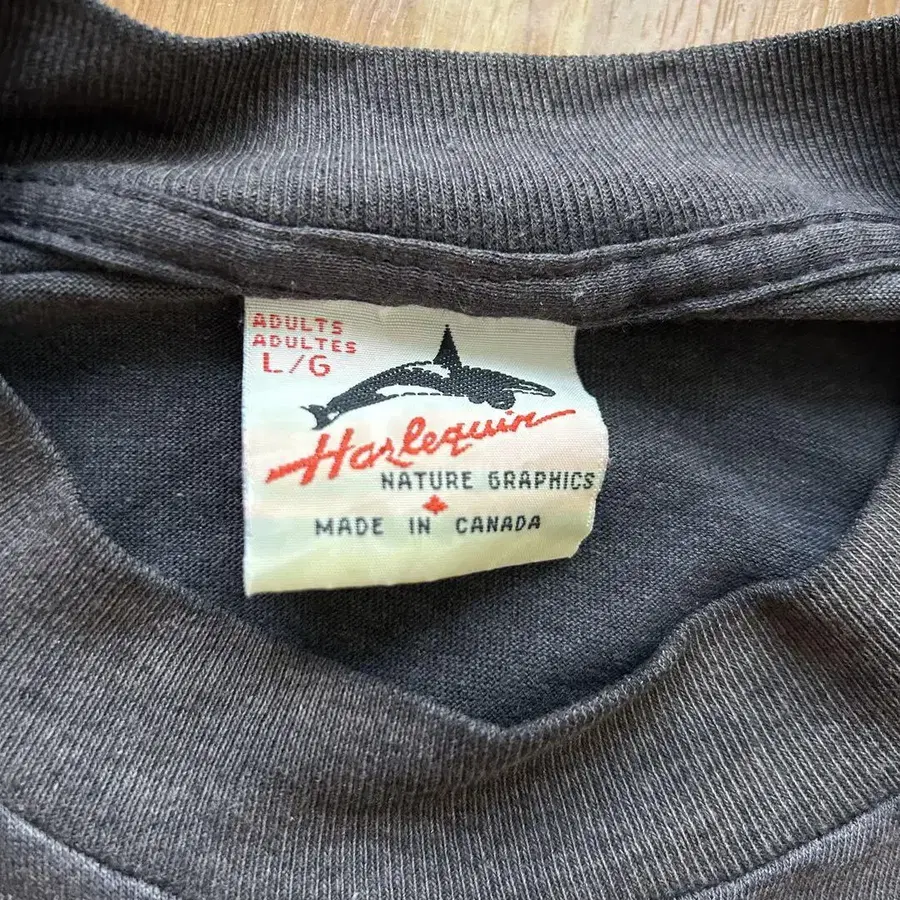 ADULTS
ADULTES
L/G
Harlequin
NATURE GRAPHICS
MADE IN CANADA